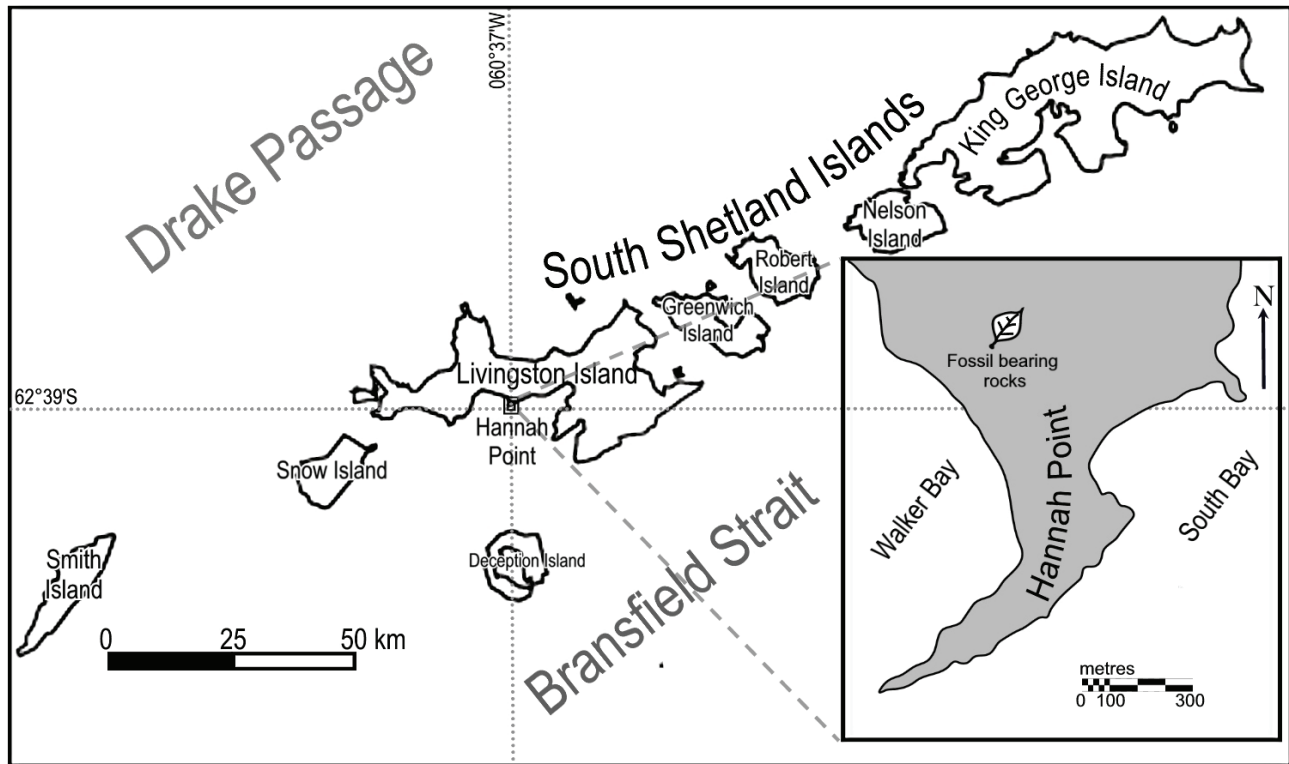 060°37'W
Drake Passage
South Shetland Islands
King George Island
Nelson
Island
Robert
Island
Greenwich
Island
Livingston Island
62°39'S
Hannah
Point
Snow Island
Smith
Island
Deception Island
Bransfield Strait
0 25 50 km
N
Fossil bearing
rocks
Hannah Point
Walker Bay
South Bay
metres
0 100 300